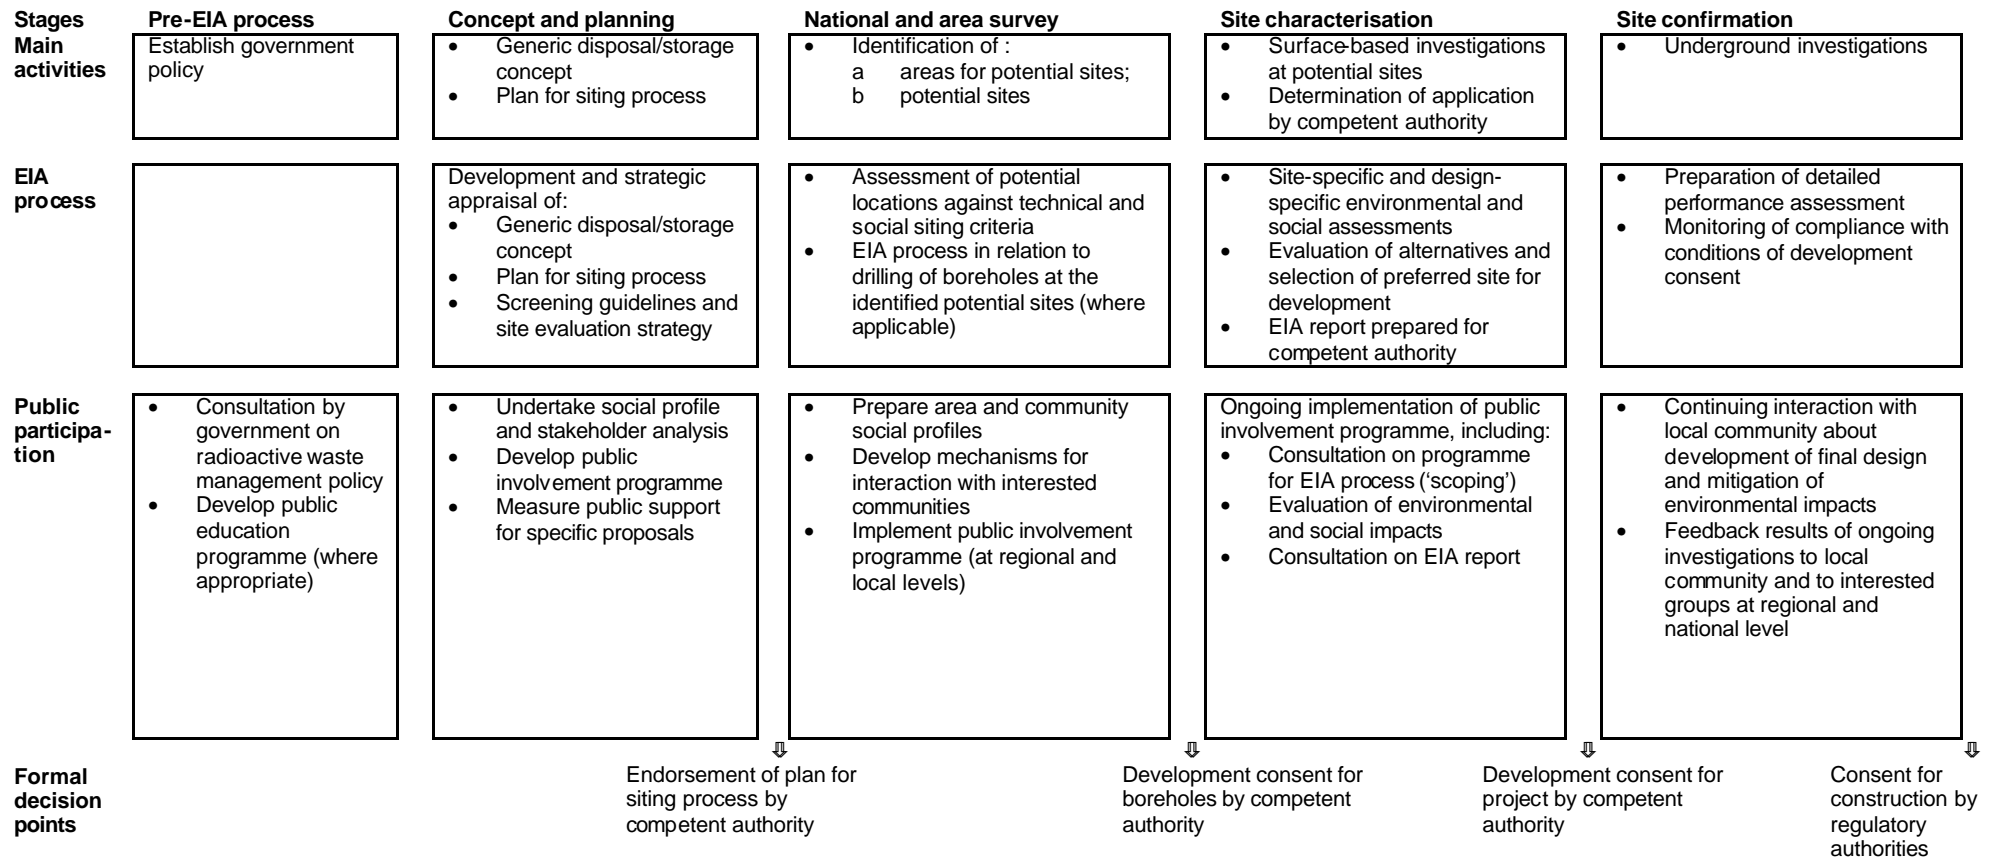 Stages
Pre-EIA process
Concept and planning
National and area survey
Site characterisation
Site confirmation
Main
activities
Establish government
policy
• Generic disposal/storage
concept
• Plan for siting process
• Identification of :
a areas for potential sites;
b potential sites
• Surface-based investigations
at potential sites
• Determination of application
by competent authority
• Underground investigations
EIA
process
Development and strategic
appraisal of:
• Generic disposal/storage
concept
• Plan for siting process
• Screening guidelines and
site evaluation strategy
• Assessment of potential
locations against technical and
social siting criteria
• EIA process in relation to
drilling of boreholes at the
identified potential sites (where
applicable)
• Site-specific and design-
specific environmental and
social assessments
• Evaluation of alternatives and
selection of preferred site for
development
• EIA report prepared for
competent authority
• Preparation of detailed
performance assessment
• Monitoring of compliance with
conditions of development
consent
Public
participa-
tion
• Consultation by
government on
radioactive waste
management policy
• Develop public
education
programme (where
appropriate)
• Undertake social profile
and stakeholder analysis
• Develop public
involvement programme
• Measure public support
for specific proposals
• Prepare area and community
social profiles
• Develop mechanisms for
interaction with interested
communities
• Implement public involvement
programme (at regional and
local levels)
Ongoing implementation of public
involvement programme, including:
• Consultation on programme
for EIA process (‘scoping’)
• Evaluation of environmental
and social impacts
• Consultation on EIA report
• Continuing interaction with
local community about
development of final design
and mitigation of
environmental impacts
• Feedback results of ongoing
investigations to local
community and to interested
groups at regional and
national level
⇓ ⇓ ⇓ ⇓
Formal
decision
points
Endorsement of plan for
siting process by
competent authority
Development consent for
boreholes by competent
authority
Development consent for
project by competent
authority
Consent for
construction by
regulatory
authorities